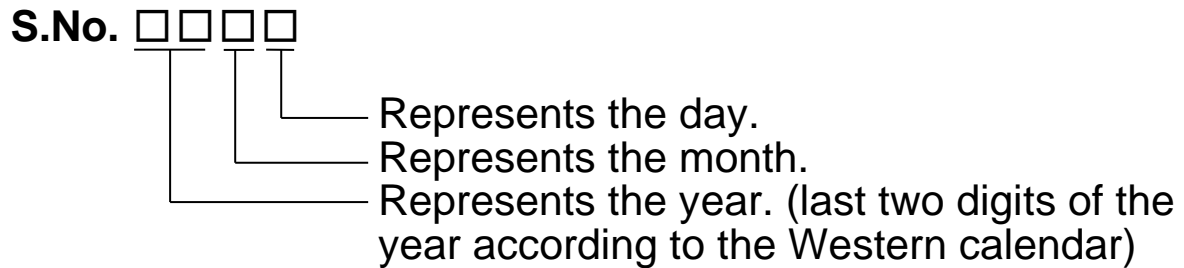 S.No. □□□□
Represents the day.
Represents the month.
Represents the year. (last two digits of the
year according to the Western calendar)